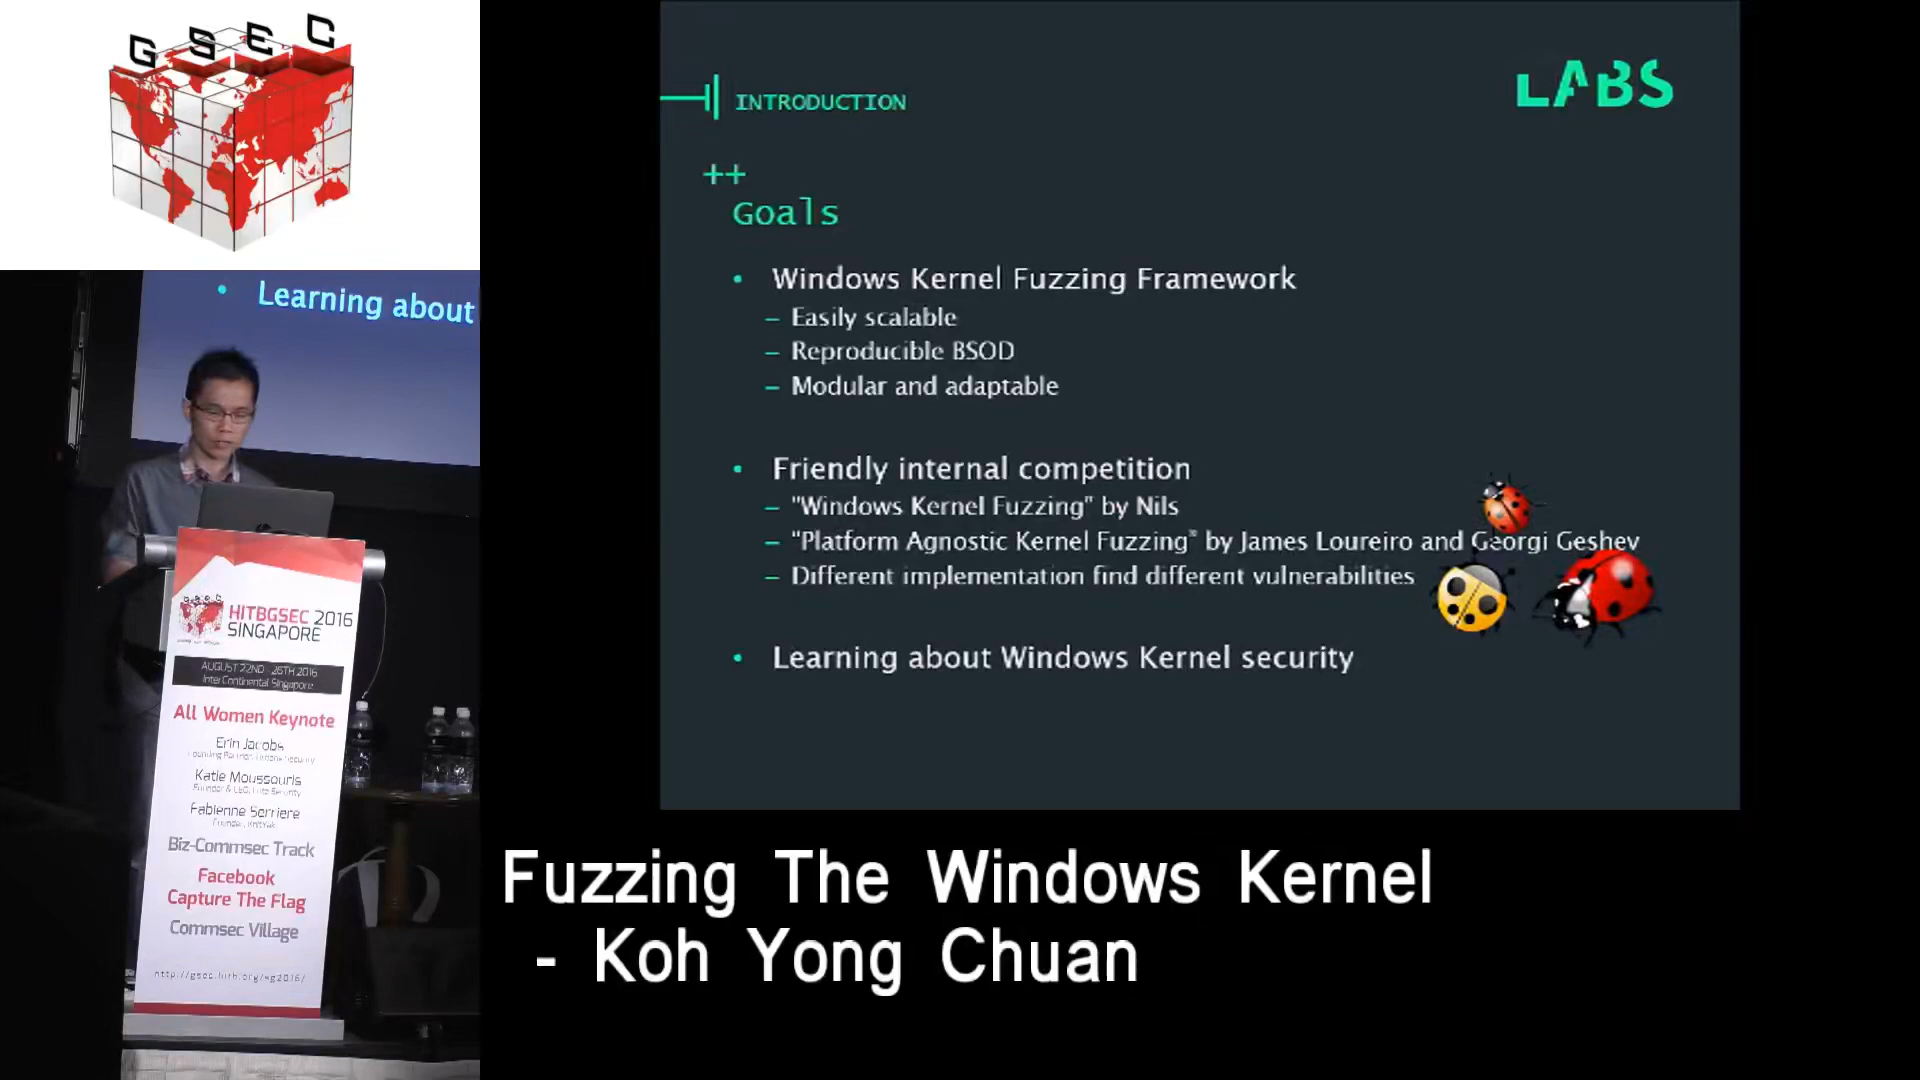 GSEC
Learning about
HITBGSEC 2016
SINGAPORE
AUGUST 22ND - 26TH 2016
InterContinental Singapore
All Women Keynote
Erin Jacobs
Katie Moussouris
Fabienne Serriere
Biz-Commsec Track
Facebook
Capture The Flag
Commsec Village
LABS
INTRODUCTION
++
Goals
• Windows Kernel Fuzzing Framework
– Easily scalable
– Reproducible BSOD
– Modular and adaptable
• Friendly internal competition
– "Windows Kernel Fuzzing" by Nils
– "Platform Agnostic Kernel Fuzzing" by James Loureiro and Georgi Geshev
– Different implementation find different vulnerabilities
• Learning about Windows Kernel security
Fuzzing The Windows Kernel
- Koh Yong Chuan